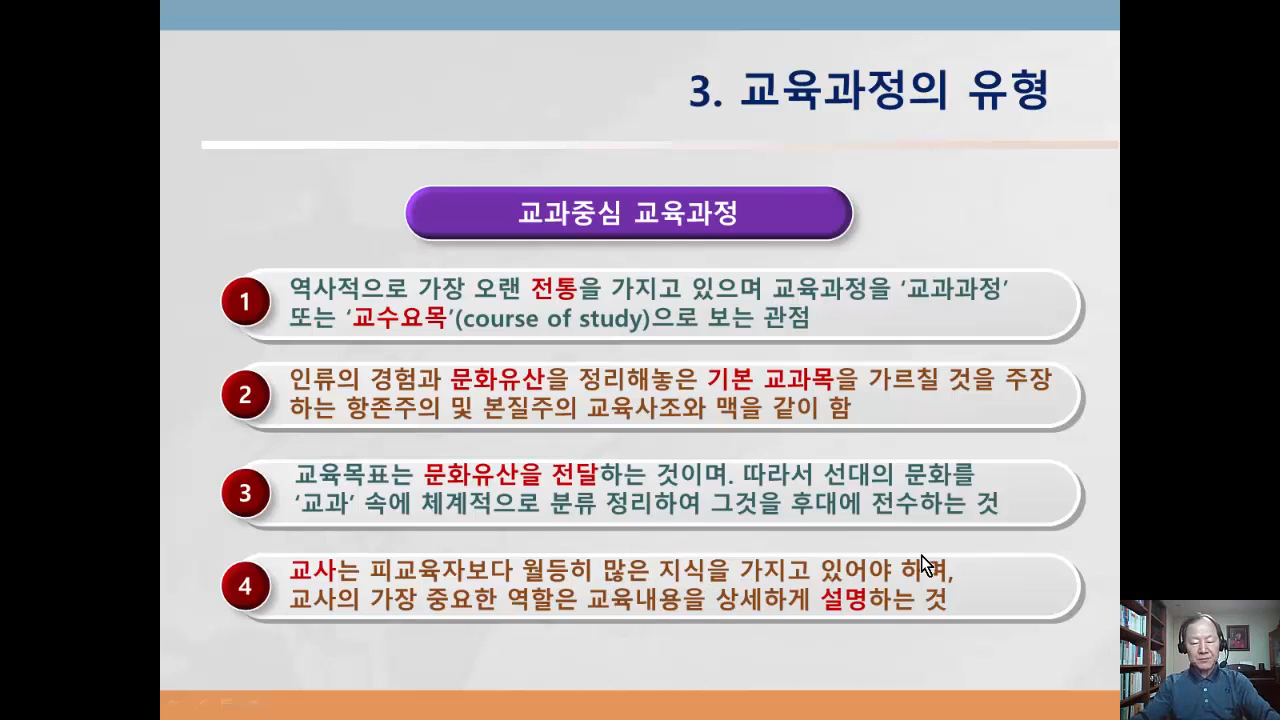 3. 교육과정의 유형
교과중심 교육과정
1
역사적으로 가장 오랜 전통을 가지고 있으며 교육과정을 ‘교과과정’
또는 ‘교수요목’(course of study)으로 보는 관점
2
인류의 경험과 문화유산을 정리해놓은 기본 교과목을 가르칠 것을 주장
하는 항존주의 및 본질주의 교육사조와 맥을 같이 함
3
교육목표는 문화유산을 전달하는 것이며. 따라서 선대의 문화를
‘교과’ 속에 체계적으로 분류 정리하여 그것을 후대에 전수하는 것
4
교사는 피교육자보다 월등히 많은 지식을 가지고 있어야 하며,
교사의 가장 중요한 역할은 교육내용을 상세하게 설명하는 것